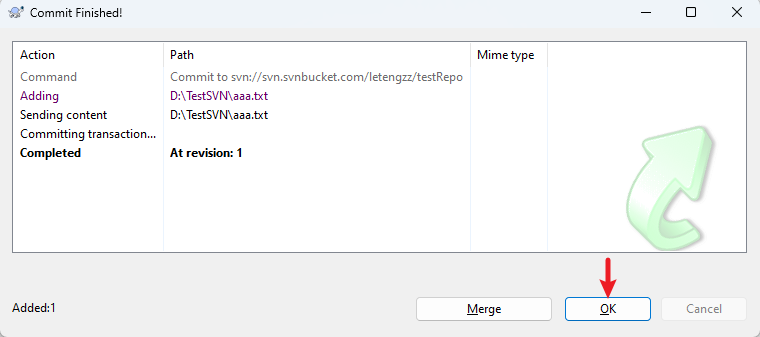 Commit Finished!
Action Path Mime type
Command Commit to svn://svn.svnbucket.com/letengzz/testRepo
Adding D:\TestSVN\aaa.txt
Sending content D:\TestSVN\aaa.txt
Committing transaction...
Completed At revision: 1
Added:1 Merge OK Cancel